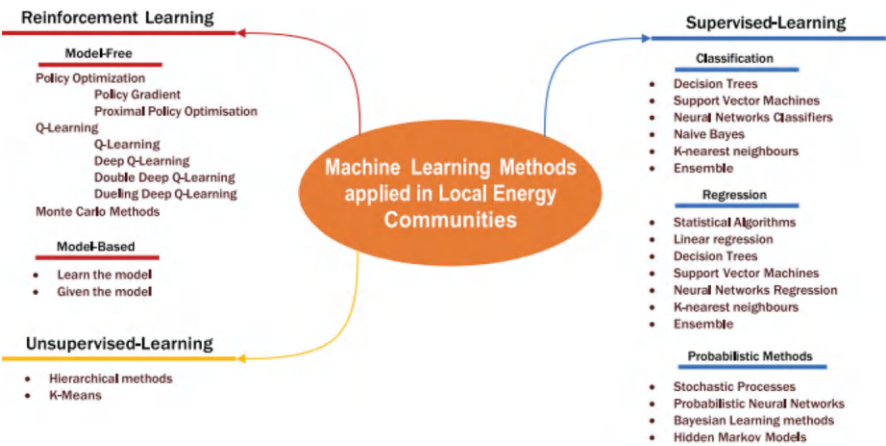 Reinforcement Learning
Model-Free
Policy Optimization
Policy Gradient
Proximal Policy Optimisation
Q-Learning
Q-Learning
Deep Q-Learning
Double Deep Q-Learning
Dueling Deep Q-Learning
Monte Carlo Methods
Model-Based
• Learn the model
• Given the model
Unsupervised-Learning
• Hierarchical methods
• K-Means
Machine Learning Methods
applied in Local Energy
Communities
Supervised-Learning
Classification
• Decision Trees
• Support Vector Machines
• Neural Networks Classifiers
• Naive Bayes
• K-nearest neighbours
• Ensemble
Regression
• Statistical Algorithms
• Linear regression
• Decision Trees
• Support Vector Machines
• Neural Networks Regression
• K-nearest neighbours
• Ensemble
Probabilistic Methods
• Stochastic Processes
• Probabilistic Neural Networks
• Bayesian Learning methods
• Hidden Markov Models